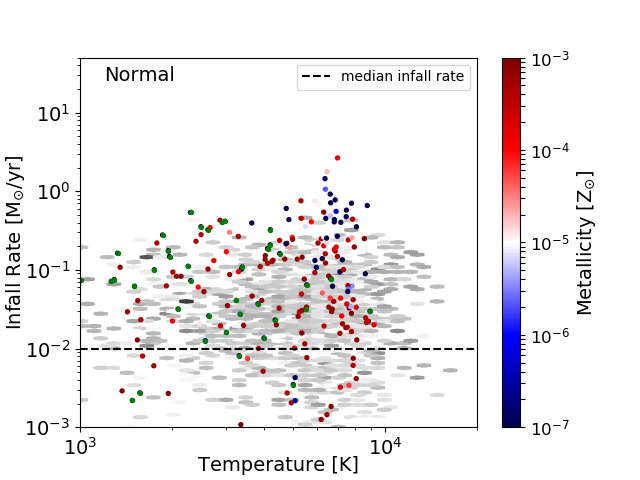 Normal
median infall rate
Infall Rate [M⊙/yr]
10¹
10⁰
10⁻¹
10⁻²
10⁻³
10³
10⁴
Temperature [K]
10⁻³
10⁻⁴
10⁻⁵
10⁻⁶
10⁻⁷
Metallicity [Z⊙]